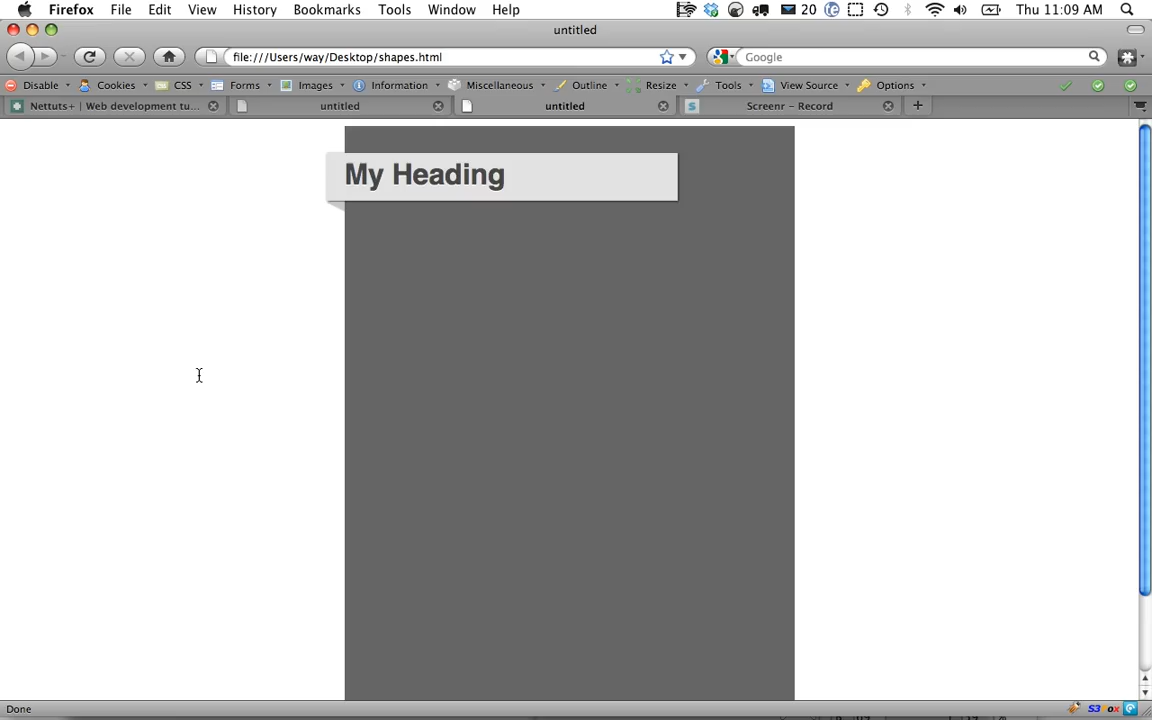 Firefox File Edit View History Bookmarks Tools Window Help 20 Thu 11:09 AM
untitled
file:///Users/way/Desktop/shapes.html Google
Disable Cookies CSS Forms Images Information Miscellaneous Outline Resize Tools View Source Options
Nettuts+ | Web development tu... untitled untitled S Screenr - Record
My Heading
Done S3